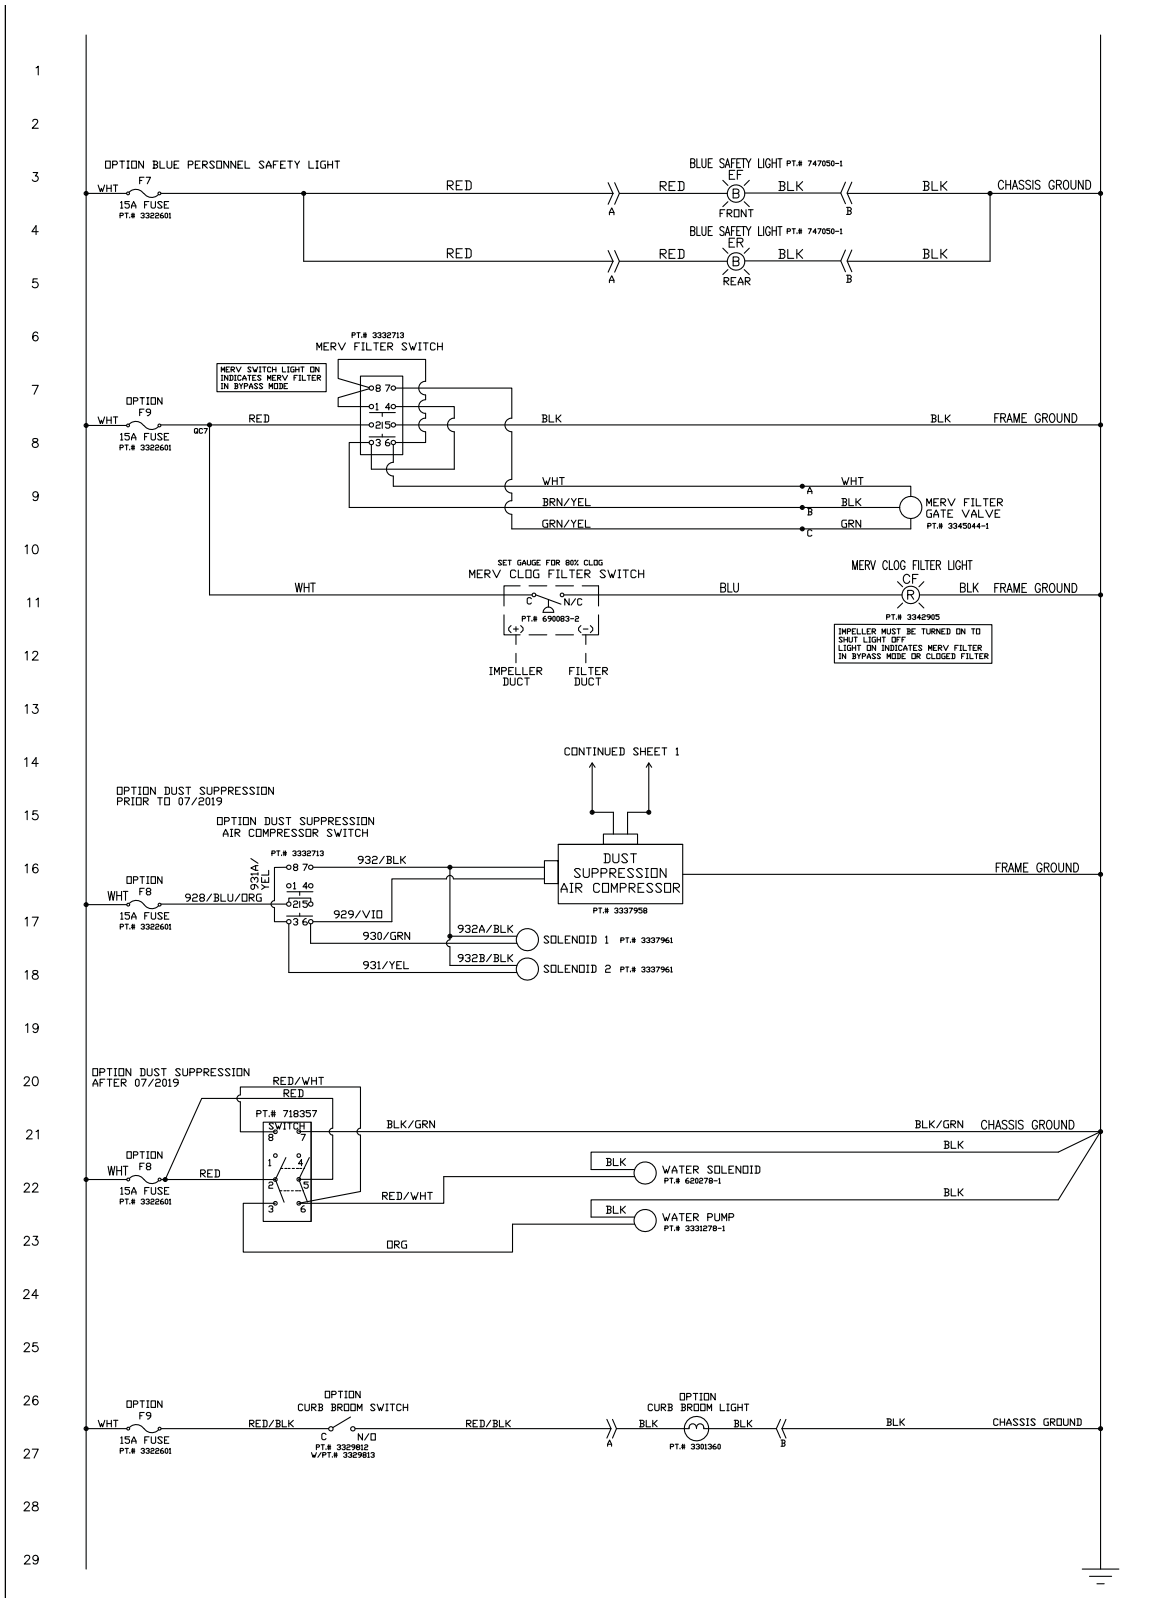 1
2
OPTION BLUE PERSONNEL SAFETY LIGHT
BLUE SAFETY LIGHT PT.# 747050-1
3
F7
EF
WHT
RED
RED
B
BLK
BLK
CHASSIS GROUND
15A FUSE
PT.# 3322601
A
FRONT
B
4
BLUE SAFETY LIGHT PT.# 747050-1
ER
RED
RED
B
BLK
BLK
A
REAR
B
5
6
PT.# 3332713
MERV FILTER SWITCH
MERV SWITCH LIGHT ON
INDICATES MERV FILTER
IN BYPASS MODE
7
8 7
OPTION
F9
1 4
WHT
RED
QC7
2 5
BLK
BLK
FRAME GROUND
15A FUSE
PT.# 3322601
8
3 6
9
WHT
A
WHT
BRN/YEL
B
BLK
MERV FILTER
GATE VALVE
PT.# 3345044-1
GRN/YEL
C
GRN
10
SET GAUGE FOR 80% CLOG
MERV CLOG FILTER SWITCH
MERV CLOG FILTER LIGHT
CF
WHT
BLU
R
BLK
FRAME GROUND
11
C
N/C
PT.# 690083-2
PT.# 3342905
(+)
(-)
IMPELLER MUST BE TURNED ON TO
SHUT LIGHT OFF
LIGHT ON INDICATES MERV FILTER
IN BYPASS MODE OR CLOGED FILTER
12
IMPELLER
DUCT
FILTER
DUCT
13
14
CONTINUED SHEET 1
OPTION DUST SUPPRESSION
PRIOR TO 07/2019
15
OPTION DUST SUPPRESSION
AIR COMPRESSOR SWITCH
PT.# 3332713
16
931A/
YEL
8 7
932/BLK
DUST
SUPPRESSION
AIR COMPRESSOR
FRAME GROUND
OPTION
F8
1 4
WHT
928/BLU/ORG
2 5
PT.# 3337958
15A FUSE
PT.# 3322601
17
3 6
929/VIO
930/GRN
932A/BLK
SOLENOID 1 PT.# 3337961
18
931/YEL
932B/BLK
SOLENOID 2 PT.# 3337961
19
OPTION DUST SUPPRESSION
AFTER 07/2019
20
RED/WHT
RED
PT.# 718357
SWITCH
21
8
7
BLK/GRN
BLK/GRN
CHASSIS GROUND
OPTION
F8
1
4
BLK
BLK
WHT
RED
WATER SOLENOID
PT.# 620278-1
22
15A FUSE
PT.# 3322601
2
5
RED/WHT
BLK
3
6
BLK
WATER PUMP
PT.# 3331278-1
23
ORG
24
25
26
OPTION
F9
OPTION
CURB BROOM SWITCH
OPTION
CURB BROOM LIGHT
WHT
RED/BLK
RED/BLK
BLK
BLK
BLK
CHASSIS GROUND
15A FUSE
PT.# 3322601
C
N/O
PT.# 3329812
W/PT.# 3329813
A
PT.# 3301360
B
27
28
29